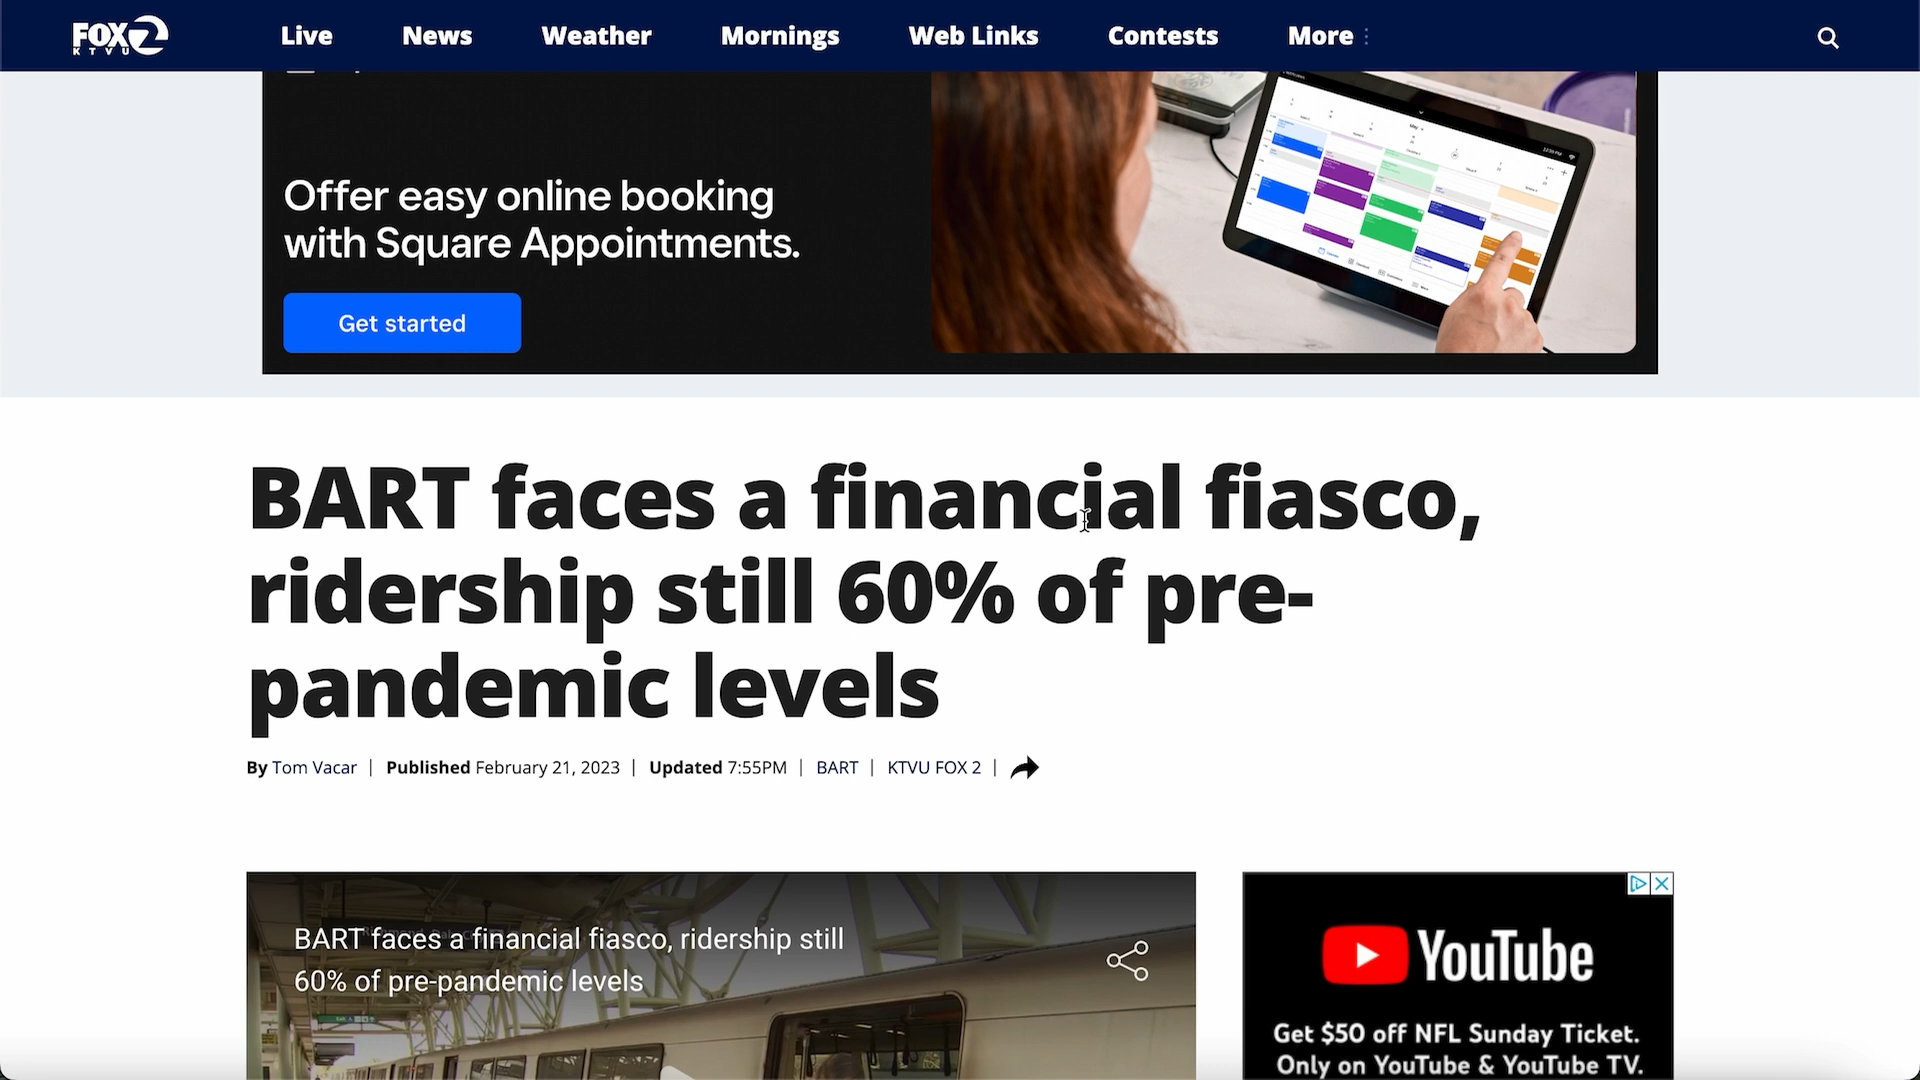 FOX 2
KTVU
Live
News
Weather
Mornings
Web Links
Contests
More
Offer easy online booking
with Square Appointments.
Get started
BART faces a financial fiasco,
ridership still 60% of pre-
pandemic levels
By Tom Vacar | Published February 21, 2023 | Updated 7:55PM | BART | KTVU FOX 2 |
BART faces a financial fiasco, ridership still
60% of pre-pandemic levels
YouTube
Get $50 off NFL Sunday Ticket.
Only on YouTube & YouTube TV.